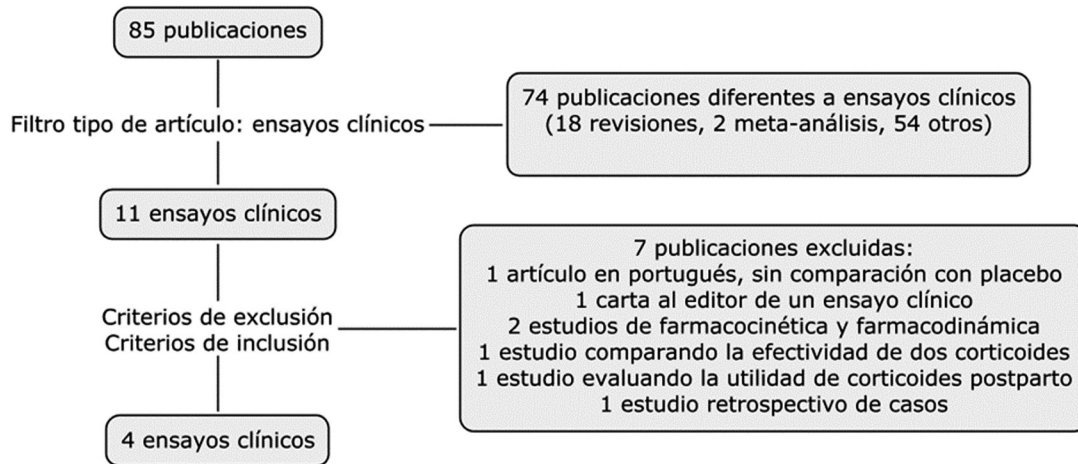 85 publicaciones
Filtro tipo de artículo: ensayos clínicos
74 publicaciones diferentes a ensayos clínicos
(18 revisiones, 2 meta-análisis, 54 otros)
11 ensayos clínicos
Criterios de exclusión
Criterios de inclusión
7 publicaciones excluidas:
1 artículo en portugués, sin comparación con placebo
1 carta al editor de un ensayo clínico
2 estudios de farmacocinética y farmacodinámica
1 estudio comparando la efectividad de dos corticoides
1 estudio evaluando la utilidad de corticoides postparto
1 estudio retrospectivo de casos
4 ensayos clínicos